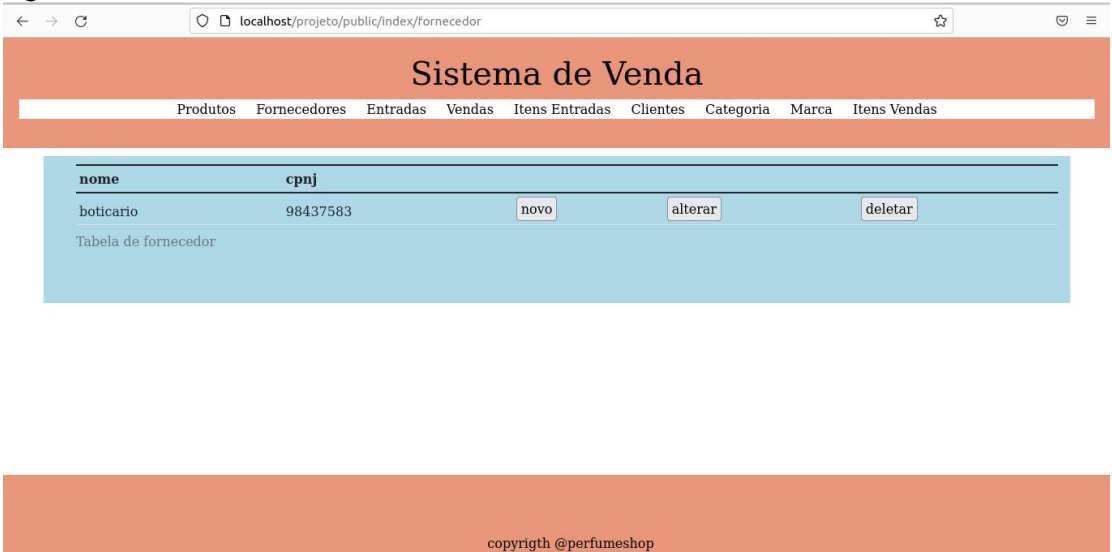 localhost/projeto/public/index/fornecedor
Sistema de Venda
Produtos Fornecedores Entradas Vendas Itens Entradas Clientes Categoria Marca Itens Vendas
nome cpnj
boticario 98437583 novo alterar deletar
Tabela de fornecedor
copyrigth @perfumeshop